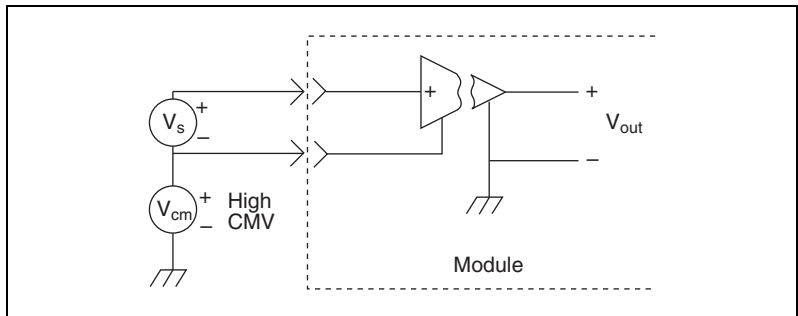 +
+
V_s
+
–
V_out
–
V_cm
+
–
High
CMV
Module